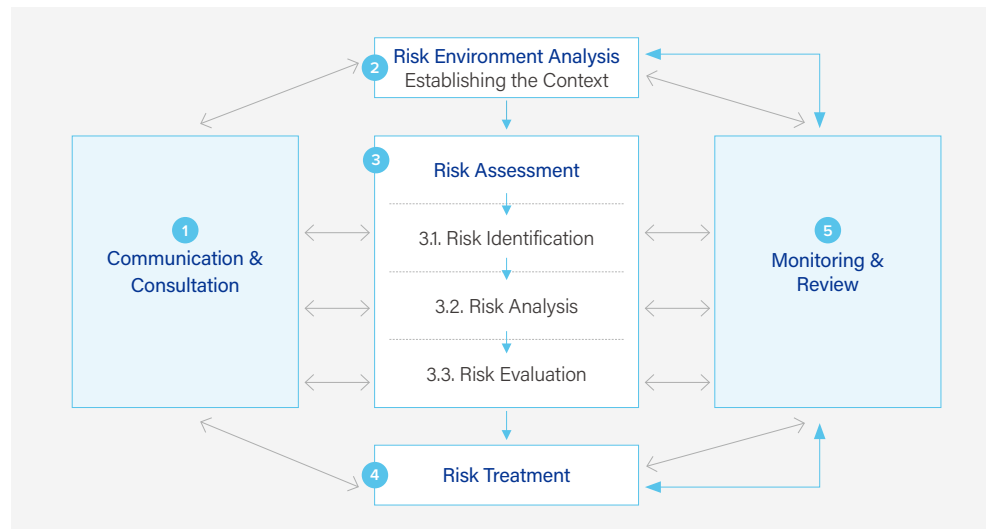 2
Risk Environment Analysis
Establishing the Context
3
Risk Assessment
3.1. Risk Identification
3.2. Risk Analysis
3.3. Risk Evaluation
1
Communication &
Consultation
5
Monitoring &
Review
4
Risk Treatment